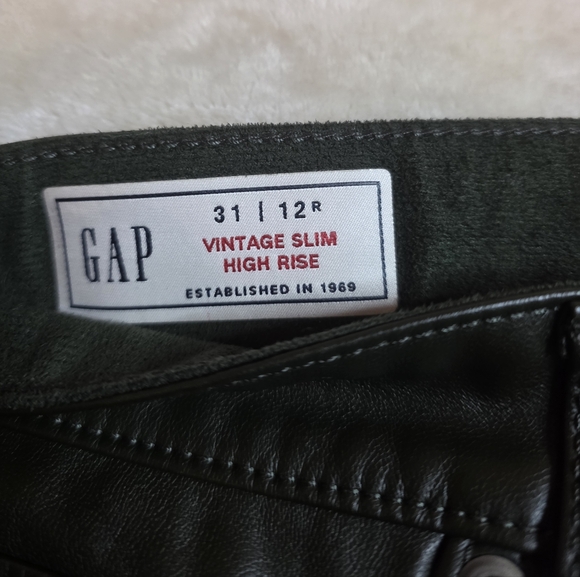 GAP
31 | 12R
VINTAGE SLIM
HIGH RISE
ESTABLISHED IN 1969